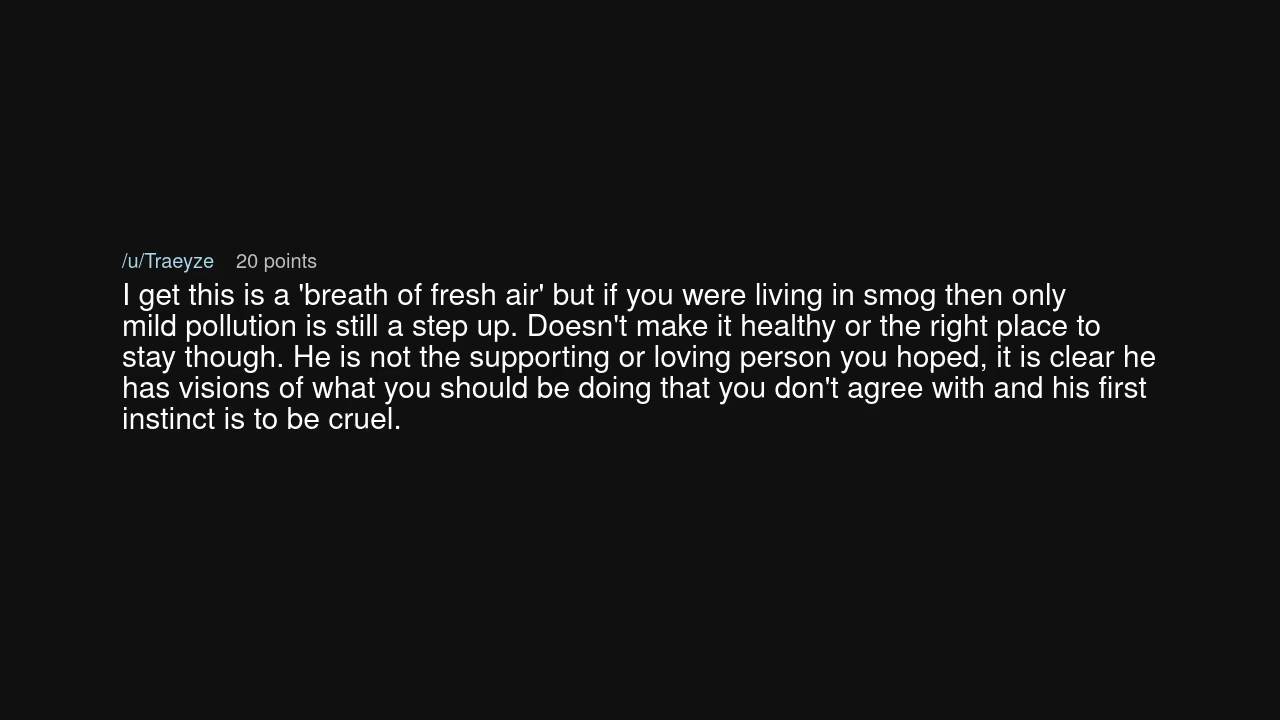 /u/Traeyze 20 points
I get this is a 'breath of fresh air' but if you were living in smog then only
mild pollution is still a step up. Doesn't make it healthy or the right place to
stay though. He is not the supporting or loving person you hoped, it is clear he
has visions of what you should be doing that you don't agree with and his first
instinct is to be cruel.